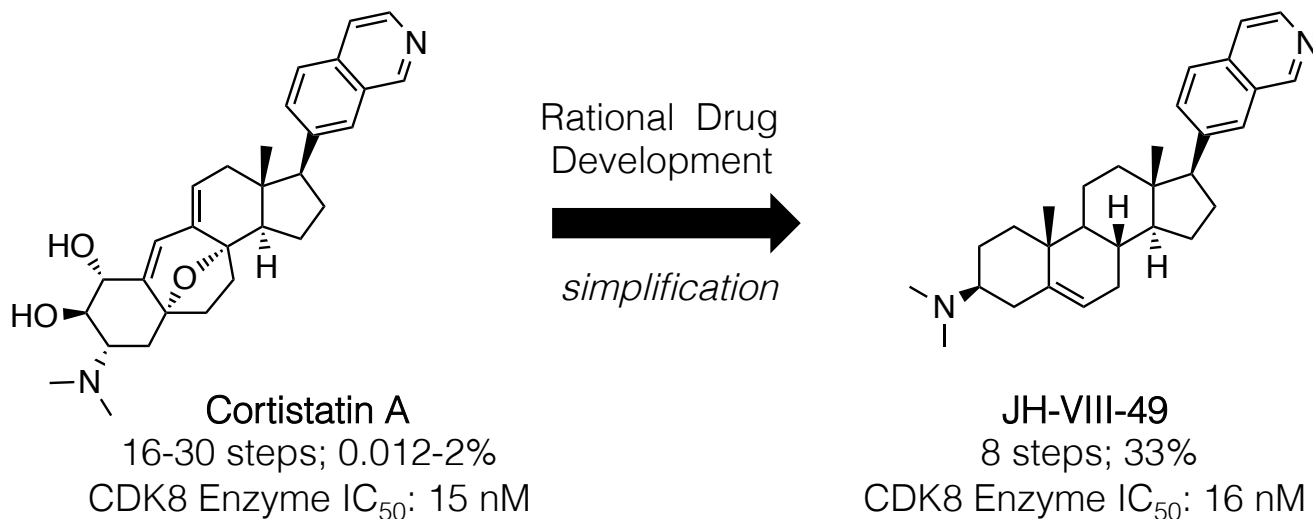 N
HO
HO
O
H
N
Cortistatin A
16-30 steps; 0.012-2%
CDK8 Enzyme IC₅₀: 15 nM
Rational Drug
Development
simplification
N
H
H
N
JH-VIII-49
8 steps; 33%
CDK8 Enzyme IC₅₀: 16 nM